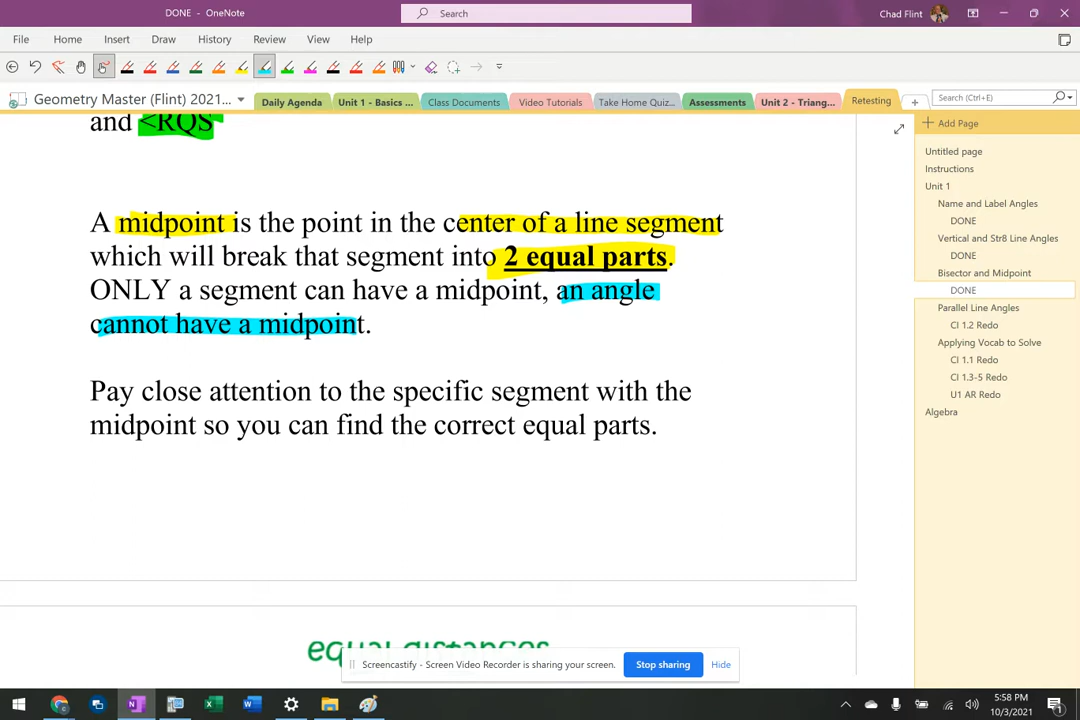 DONE - OneNote
Search
Chad Flint
File
Home
Insert
Draw
History
Review
View
Help
Geometry Master (Flint) 2021...
Daily Agenda
Unit 1 - Basics ...
Class Documents
Video Tutorials
Take Home Quiz...
Assessments
Unit 2 - Triang...
Retesting
Search (Ctrl+E)
and <RQS
A midpoint is the point in the center of a line segment
which will break that segment into 2 equal parts.
ONLY a segment can have a midpoint, an angle
cannot have a midpoint.
Pay close attention to the specific segment with the
midpoint so you can find the correct equal parts.
equal distances
Add Page
Untitled page
Instructions
Unit 1
Name and Label Angles
DONE
Vertical and Str8 Line Angles
DONE
Bisector and Midpoint
DONE
Parallel Line Angles
CI 1.2 Redo
Applying Vocab to Solve
CI 1.1 Redo
CI 1.3-5 Redo
U1 AR Redo
Algebra
Screencastify - Screen Video Recorder is sharing your screen.
Stop sharing
Hide
5:58 PM
10/3/2021